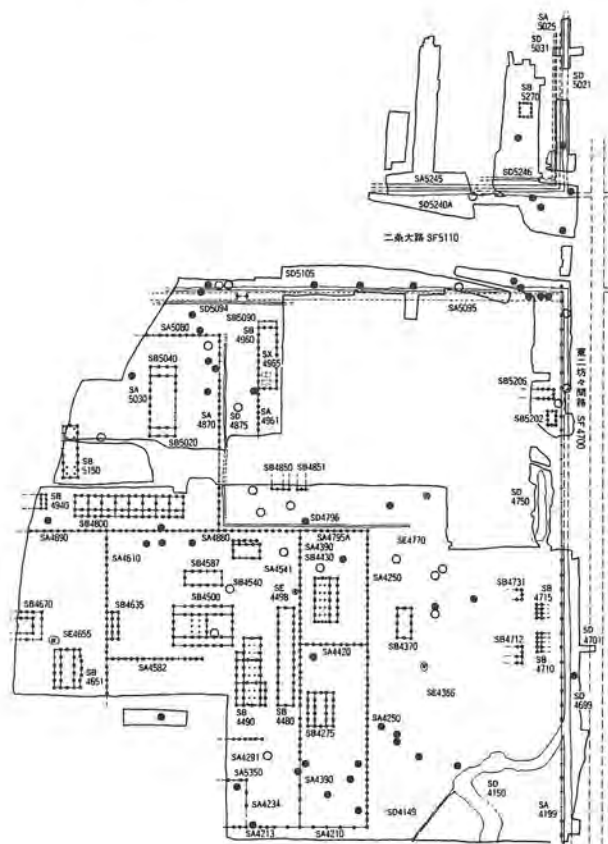 SA
5025
SD
5031
SD
5021
SB
5270
SA5245
SD5246
SD5240A
二条大路 SF5110
SD5105
SD5094
SA5095
SB5090
SA5080
SB
4960
SB5040
SX
4965
SA
5030
SA
4870
SD
4875
SA
4961
SB5020
SB
5150
SB5206
SB5202
東二坊々間路 SF4700
SB4850
SB4851
SD
4750
SB
4940
SB4800
SD4796
SA4690
SA4610
SA4880
SA4795A
SA4390
SB4430
SE4770
SA4541
SA4250
SB4587
SB4540
SE
4498
SB4500
SB4670
SB4635
SE4655
SB
4651
SA4582
SB4731
SB
4715
SB4370
SB4712
SB
4710
SD
4701
SA4420
SE4366
SD
4699
SB
4490
SB
4480
SB4275
SA4250
SA4291
SA5350
SA4390
SA4234
SD4149
SD
4150
SA
4199
SA4213
SA4210